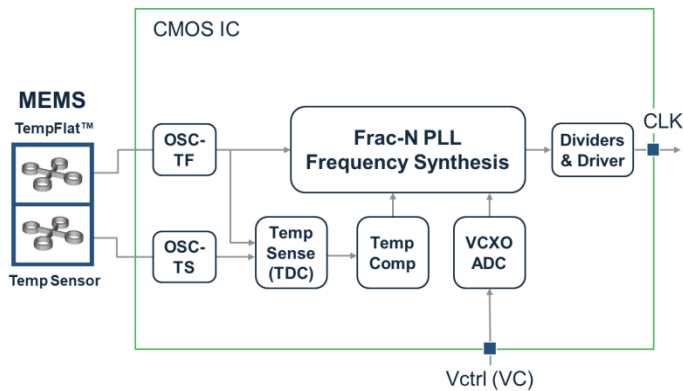 CMOS IC
MEMS
TempFlat™
OSC-
TF
Frac-N PLL
Frequency Synthesis
Dividers
& Driver
CLK
OSC-
TS
Temp
Sense
(TDC)
Temp
Comp
VCXO
ADC
Temp Sensor
Vctrl (VC)